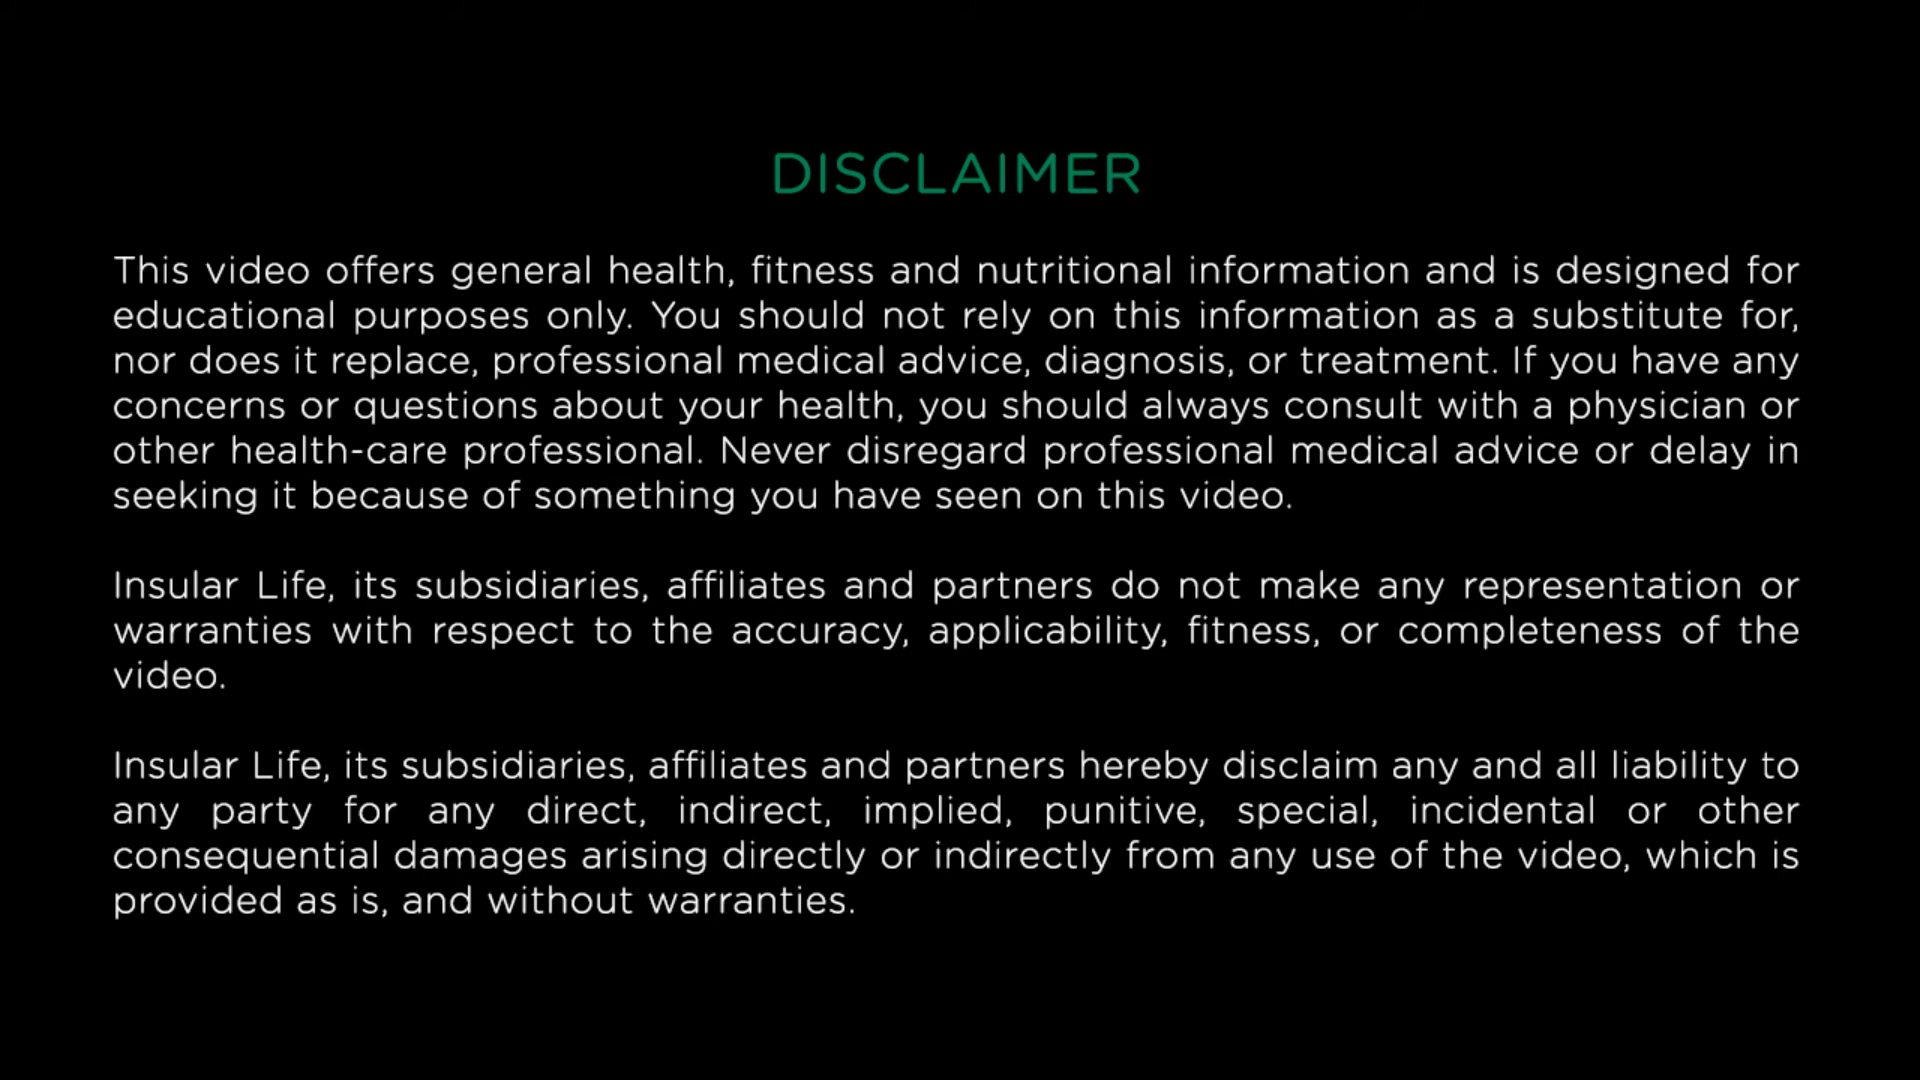 DISCLAIMER
This video offers general health, fitness and nutritional information and is designed for
educational purposes only. You should not rely on this information as a substitute for,
nor does it replace, professional medical advice, diagnosis, or treatment. If you have any
concerns or questions about your health, you should always consult with a physician or
other health-care professional. Never disregard professional medical advice or delay in
seeking it because of something you have seen on this video.
Insular Life, its subsidiaries, affiliates and partners do not make any representation or
warranties with respect to the accuracy, applicability, fitness, or completeness of the
video.
Insular Life, its subsidiaries, affiliates and partners hereby disclaim any and all liability to
any party for any direct, indirect, implied, punitive, special, incidental or other
consequential damages arising directly or indirectly from any use of the video, which is
provided as is, and without warranties.